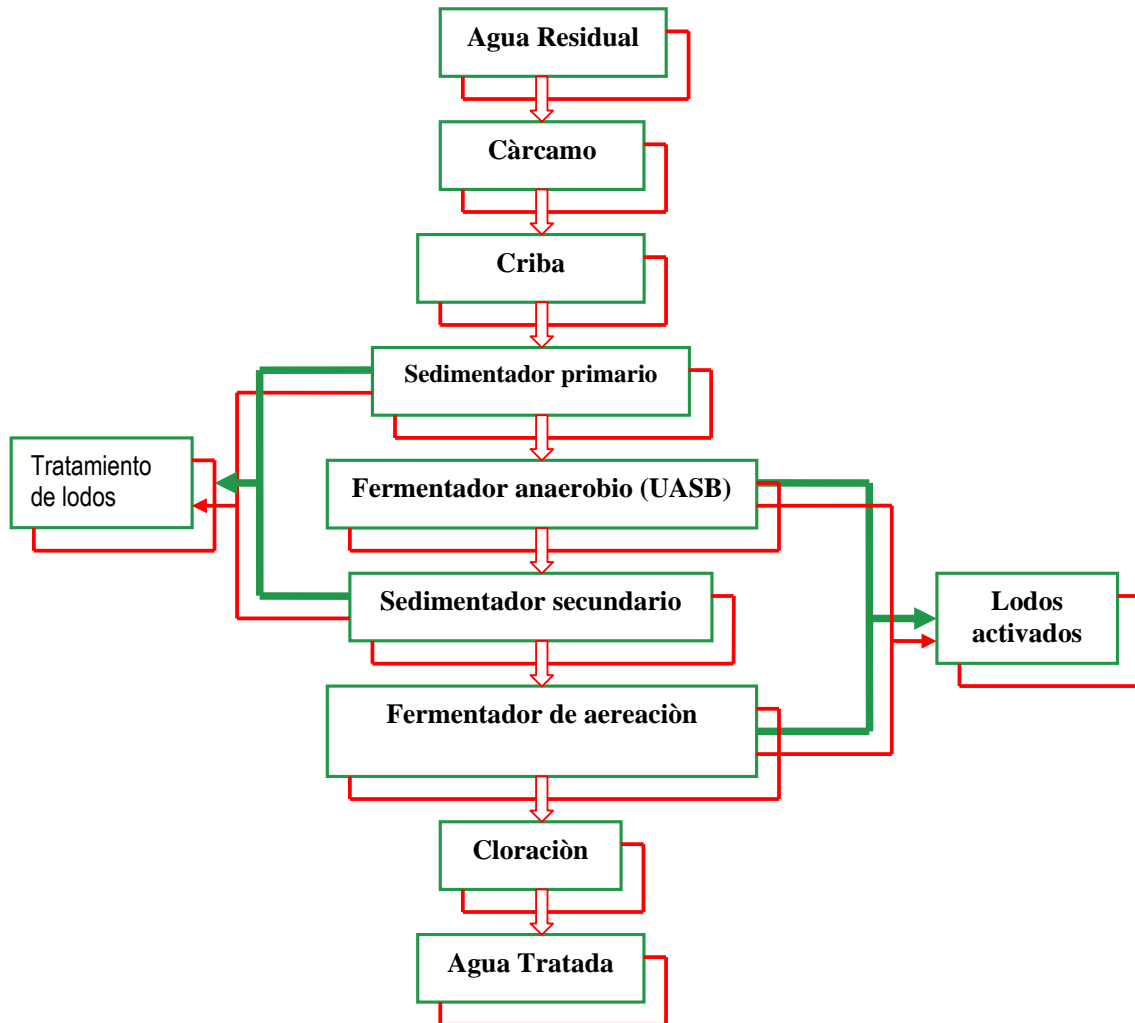 Agua Residual
Càrcamo
Criba
Sedimentador primario
Tratamiento
de lodos
Fermentador anaerobio (UASB)
Sedimentador secundario
Lodos
activados
Fermentador de aereaciòn
Cloraciòn
Agua Tratada